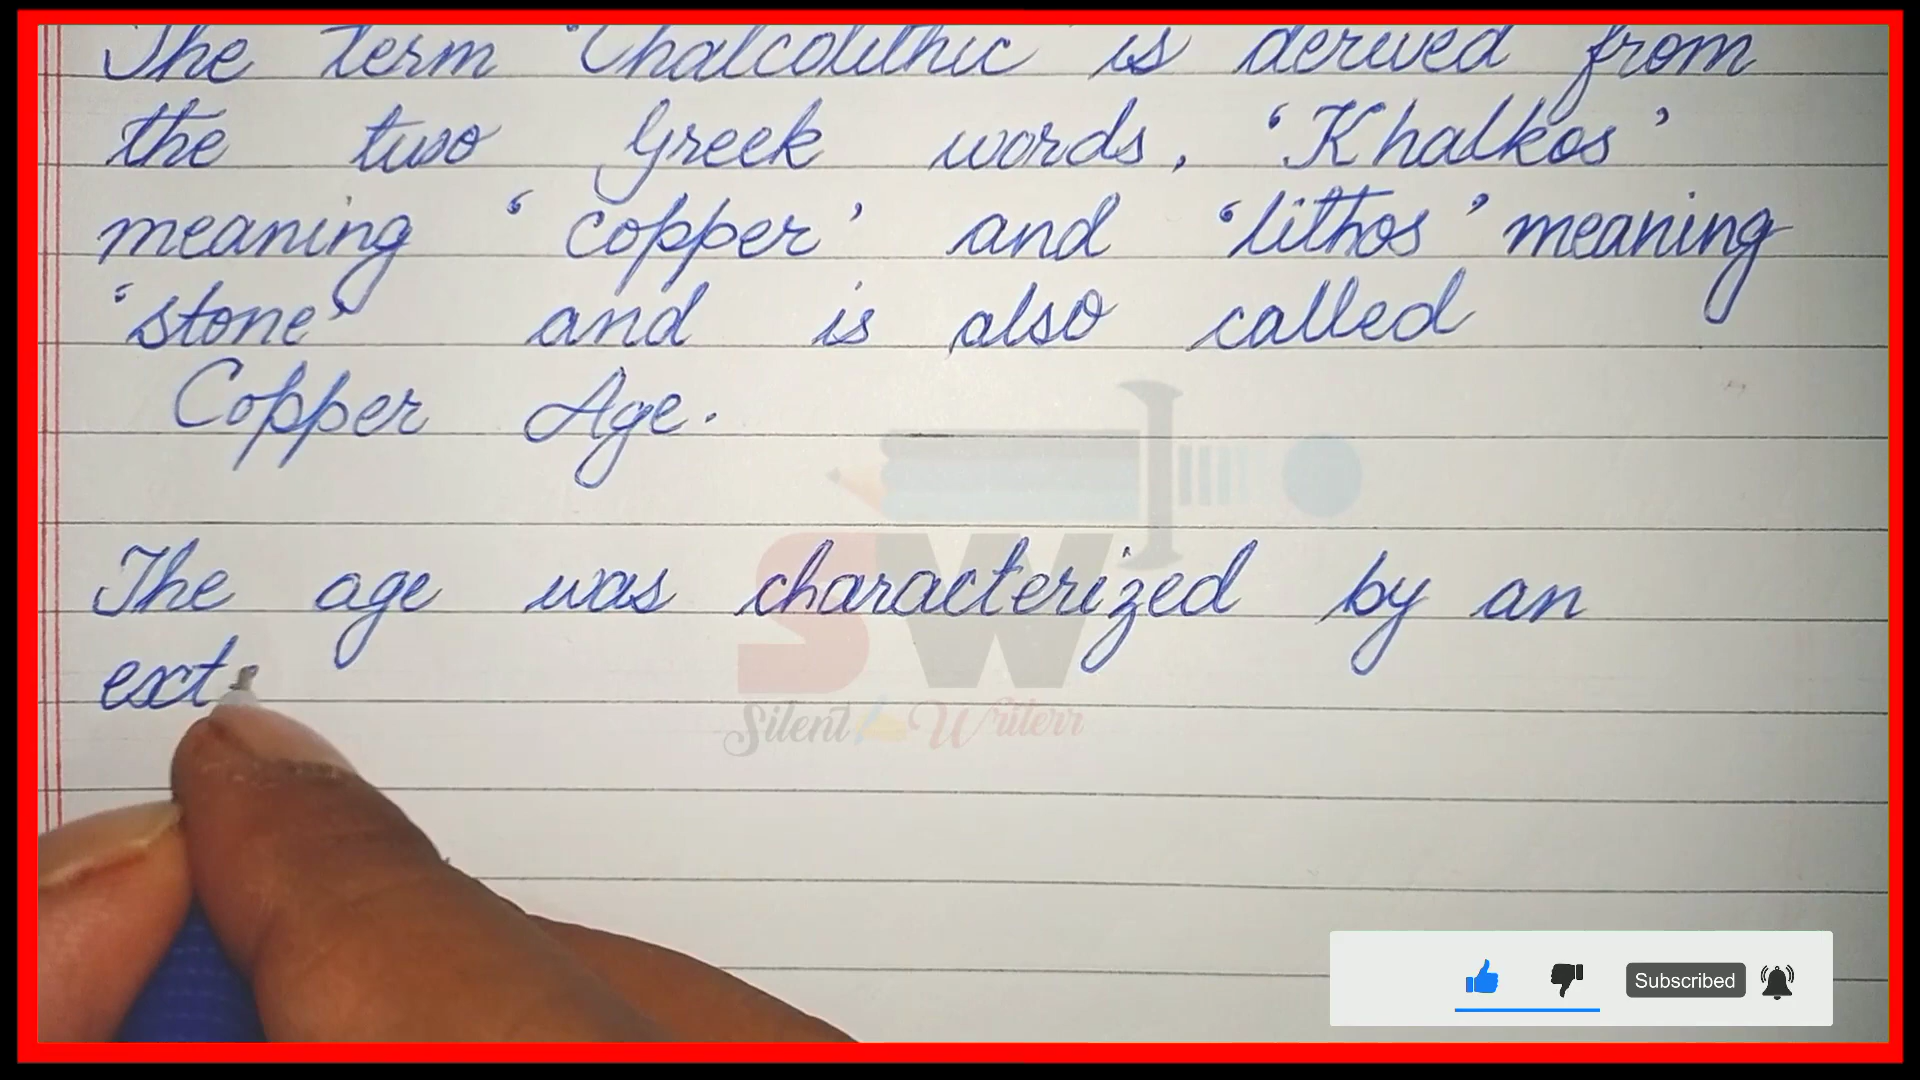 The term 'Chalcolithic' is derived from
the two Greek words, 'Khalkos'
meaning 'copper' and 'lithos' meaning
'stone' and is also called
Copper Age.
The age was characterized by an
ext
SW
Silent Writerr
Subscribed